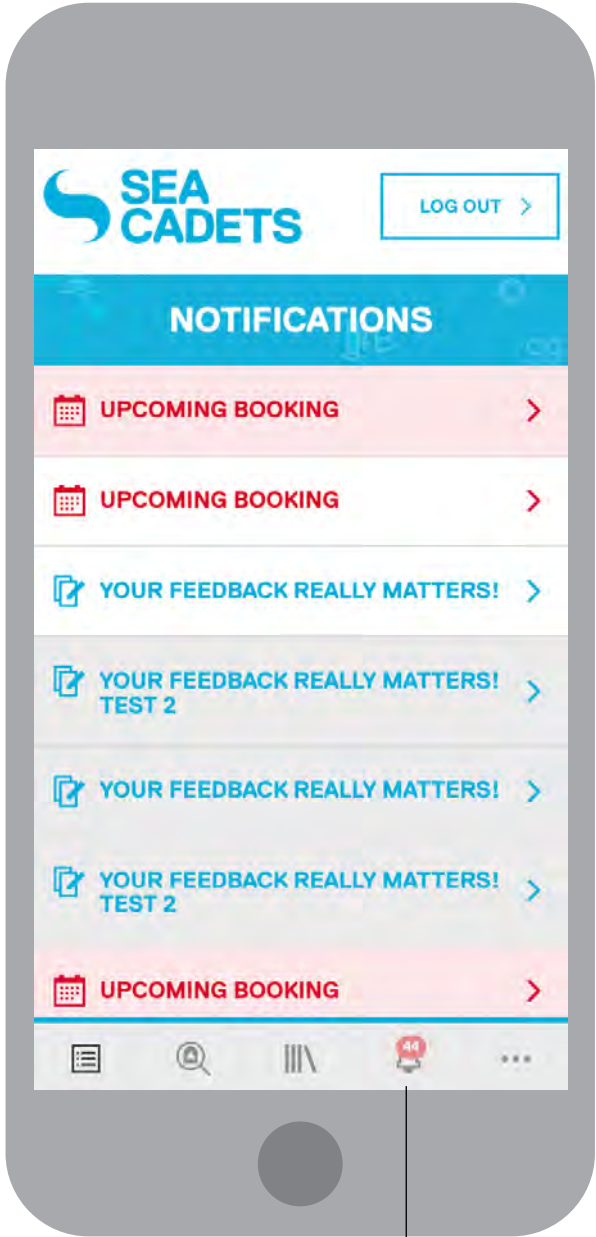 SEA
CADETS
LOG OUT
NOTIFICATIONS
UPCOMING BOOKING
UPCOMING BOOKING
YOUR FEEDBACK REALLY MATTERS!
YOUR FEEDBACK REALLY MATTERS!
TEST 2
YOUR FEEDBACK REALLY MATTERS!
YOUR FEEDBACK REALLY MATTERS!
TEST 2
UPCOMING BOOKING
44